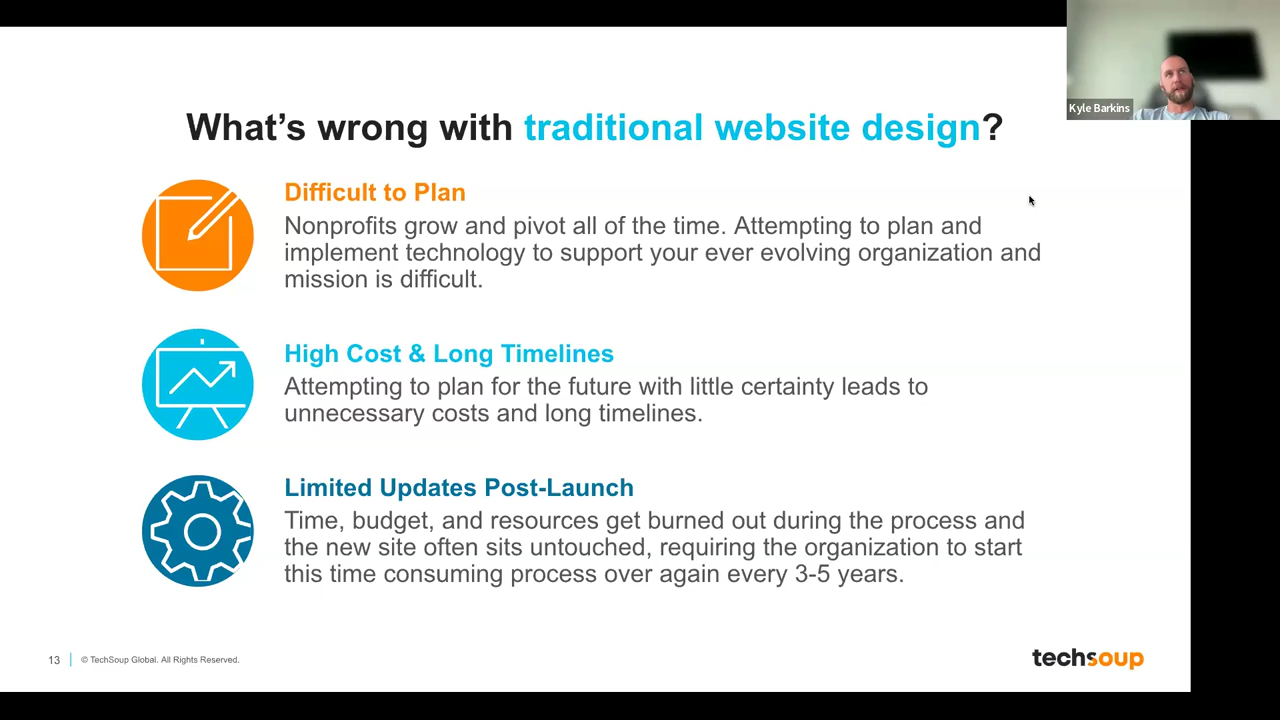 Kyle Barkins
What's wrong with traditional website design?
Difficult to Plan
Nonprofits grow and pivot all of the time. Attempting to plan and
implement technology to support your ever evolving organization and
mission is difficult.
High Cost & Long Timelines
Attempting to plan for the future with little certainty leads to
unnecessary costs and long timelines.
Limited Updates Post-Launch
Time, budget, and resources get burned out during the process and
the new site often sits untouched, requiring the organization to start
this time consuming process over again every 3-5 years.
13 © TechSoup Global. All Rights Reserved.
techsoup